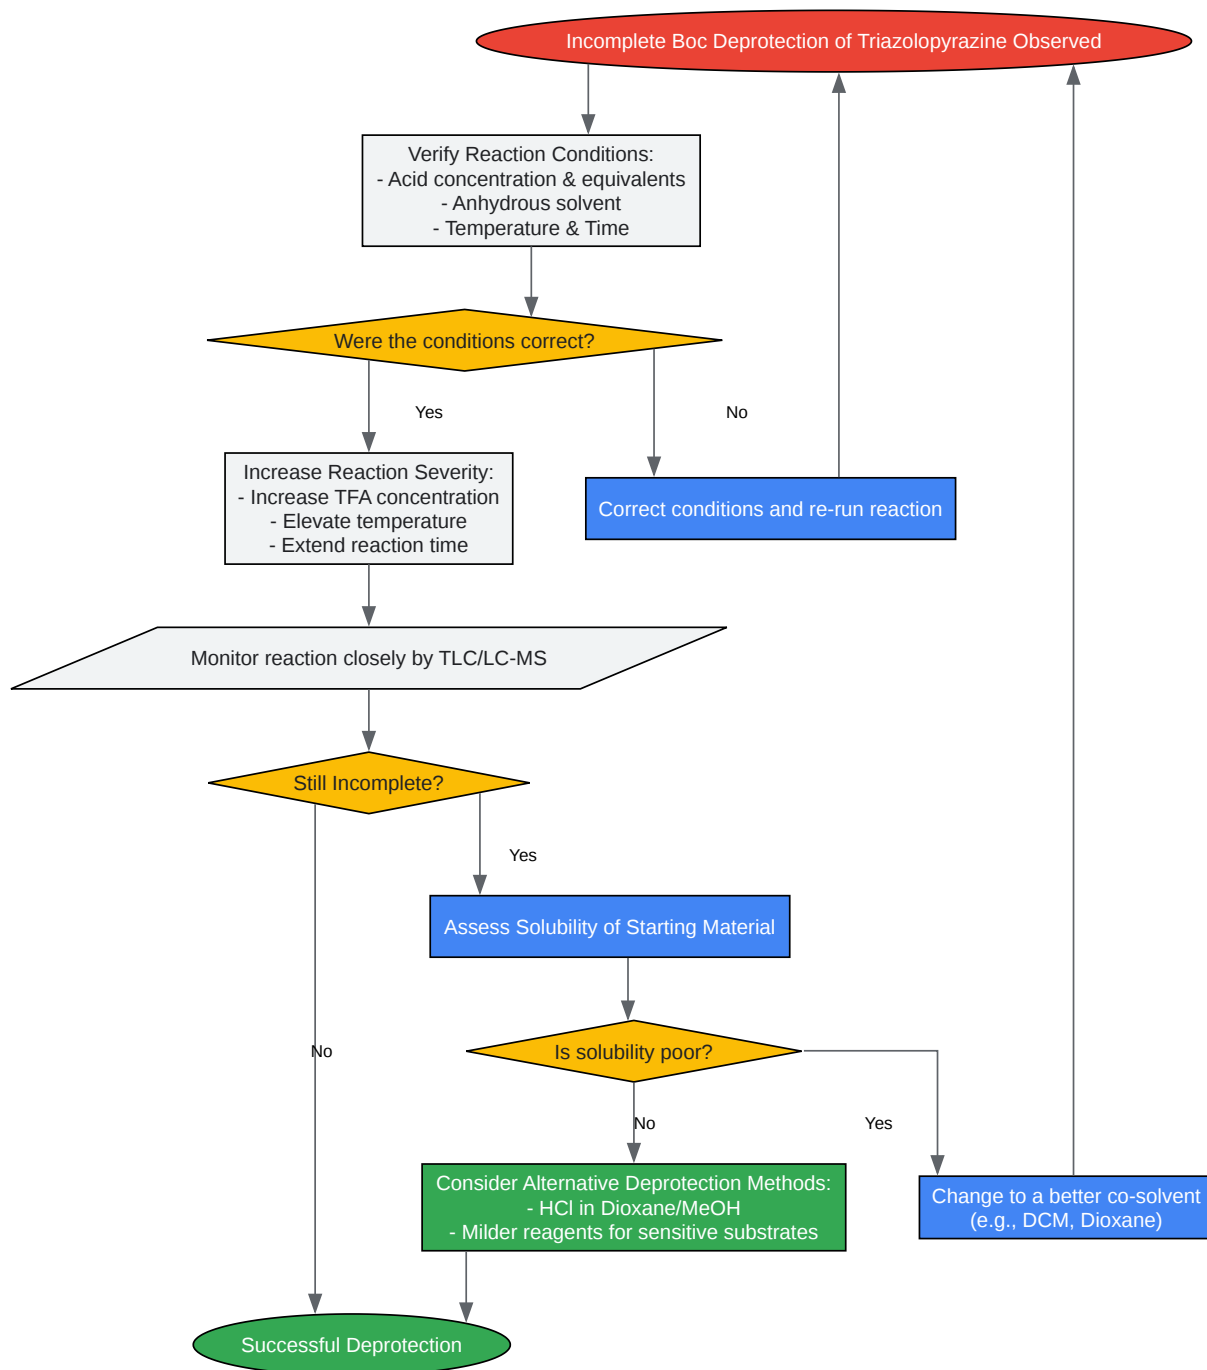 Incomplete Boc Deprotection of Triazolopyrazine Observed
Verify Reaction Conditions:
- Acid concentration & equivalents
- Anhydrous solvent
- Temperature & Time
Were the conditions correct?
Yes
No
Increase Reaction Severity:
- Increase TFA concentration
- Elevate temperature
- Extend reaction time
Correct conditions and re-run reaction
Monitor reaction closely by TLC/LC-MS
Still Incomplete?
Yes
Assess Solubility of Starting Material
No
Is solubility poor?
No
Yes
Consider Alternative Deprotection Methods:
- HCl in Dioxane/MeOH
- Milder reagents for sensitive substrates
Change to a better co-solvent
(e.g., DCM, Dioxane)
Successful Deprotection